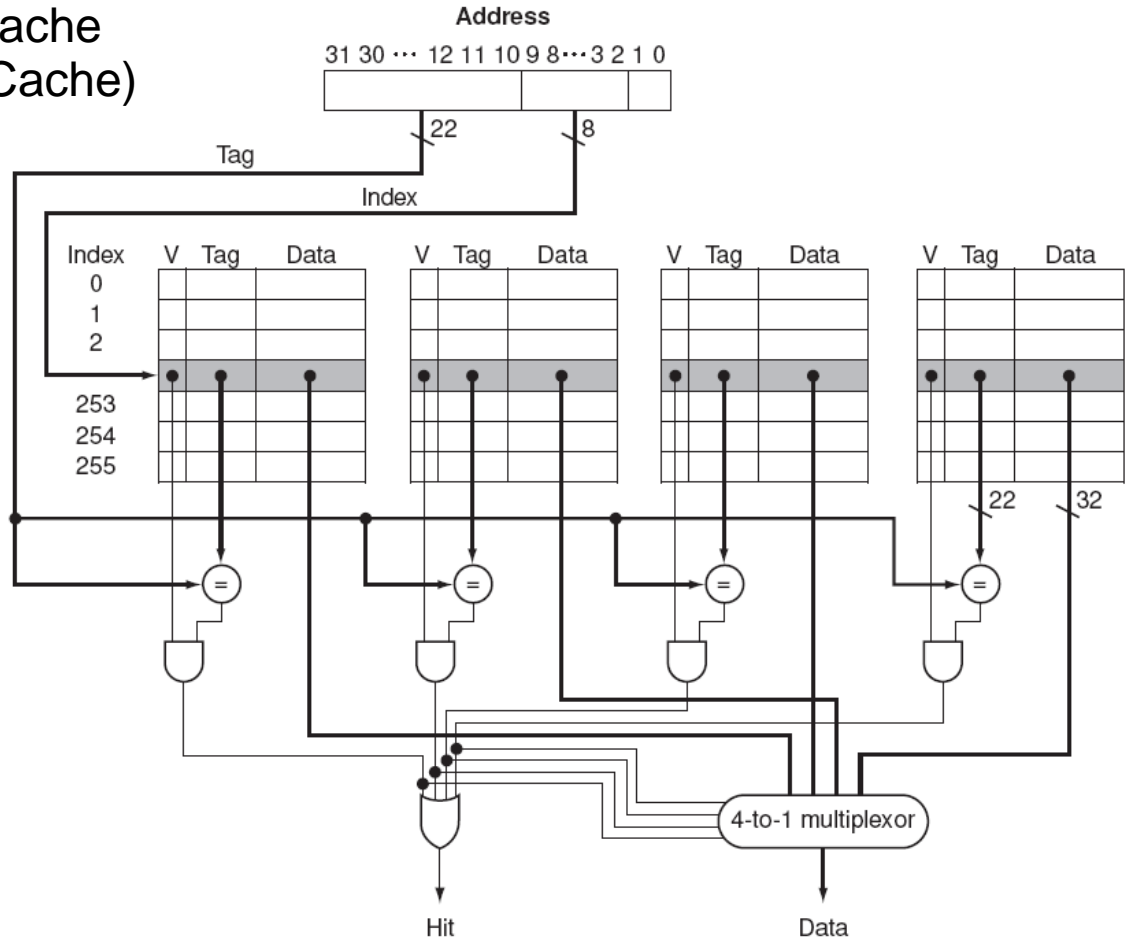 ache
Cache)
Address
31 30 ··· 12 11 10 9 8 ··· 3 2 1 0
22
8
Tag
Index
Index V Tag Data V Tag Data V Tag Data V Tag Data
0
1
2
253
254
255
22
32
= = = =
4-to-1 multiplexor
Hit
Data